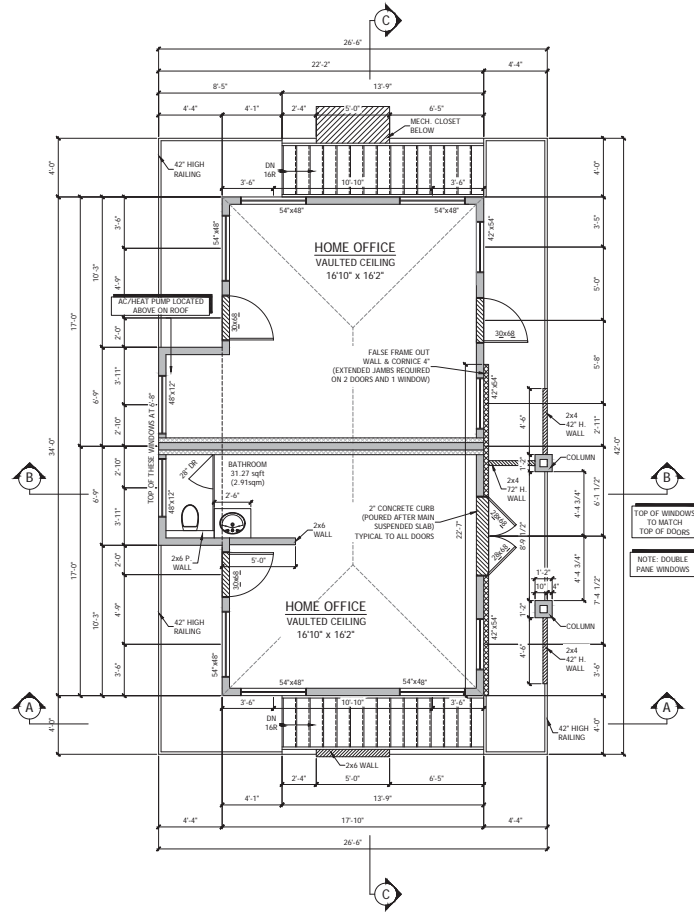 C
26'-6"
22'-2"
4'-4"
8'-5"
13'-9"
4'-4"
4'-1"
2'-4"
5'-0"
6'-5"
MECH. CLOSET
BELOW
4'-0"
42" HIGH
RAILING
DN
16R
4'-0"
3'-6"
10'-10"
3'-6"
54"x48"
54"x48"
3'-6"
54"x48"
42"x54"
3'-5"
HOME OFFICE
VAULTED CEILING
16'10" x 16'2"
10'-3"
4'-9"
5'-0"
AC/HEAT PUMP LOCATED
ABOVE ON ROOF
17'-0"
2'-0"
30x68
30x68
FALSE FRAME OUT
WALL & CORNICE 4"
(EXTENDED JAMBS REQUIRED
ON 2 DOORS AND 1 WINDOW)
5'-8"
3'-11"
6'-9"
48"x12"
42"x54"
2'-10"
4'-6"
2x4
42" H.
WALL
2'-11"
34'-0"
TOP OF THESE WINDOWS AT 6'-8"
42'-0"
B
2'-10"
28" DR
BATHROOM
31.27 sqft
(2.91sqm)
1'-2"
COLUMN
B
6'-9"
48"x12"
2'-6"
2x4
72" H.
WALL
6'-1 1/2"
3'-11"
2" CONCRETE CURB
(POURED AFTER MAIN
SUSPENDED SLAB)
TYPICAL TO ALL DOORS
22'-7"
28x68
8'-9 1/2"
4'-4 3/4"
TOP OF WINDOWS
TO MATCH
TOP OF DOORS
2x6
WALL
2x6 P.
WALL
5'-0"
28x68
4'-4 3/4"
NOTE: DOUBLE
PANE WINDOWS
17'-0"
2'-0"
30x68
1'-2"
10"
4"
7'-4 1/2"
4'-9"
10'-3"
42" HIGH
RAILING
HOME OFFICE
VAULTED CEILING
16'10" x 16'2"
1'-2"
COLUMN
42"x54"
4'-6"
2x4
42" H.
WALL
3'-6"
54"x48"
54"x48"
54"x48"
3'-6"
A
3'-6"
10'-10"
3'-6"
A
4'-0"
DN
16R
42" HIGH
RAILING
4'-0"
2x6 WALL
2'-4"
5'-0"
6'-5"
4'-1"
13'-9"
4'-4"
17'-10"
4'-4"
26'-6"
C